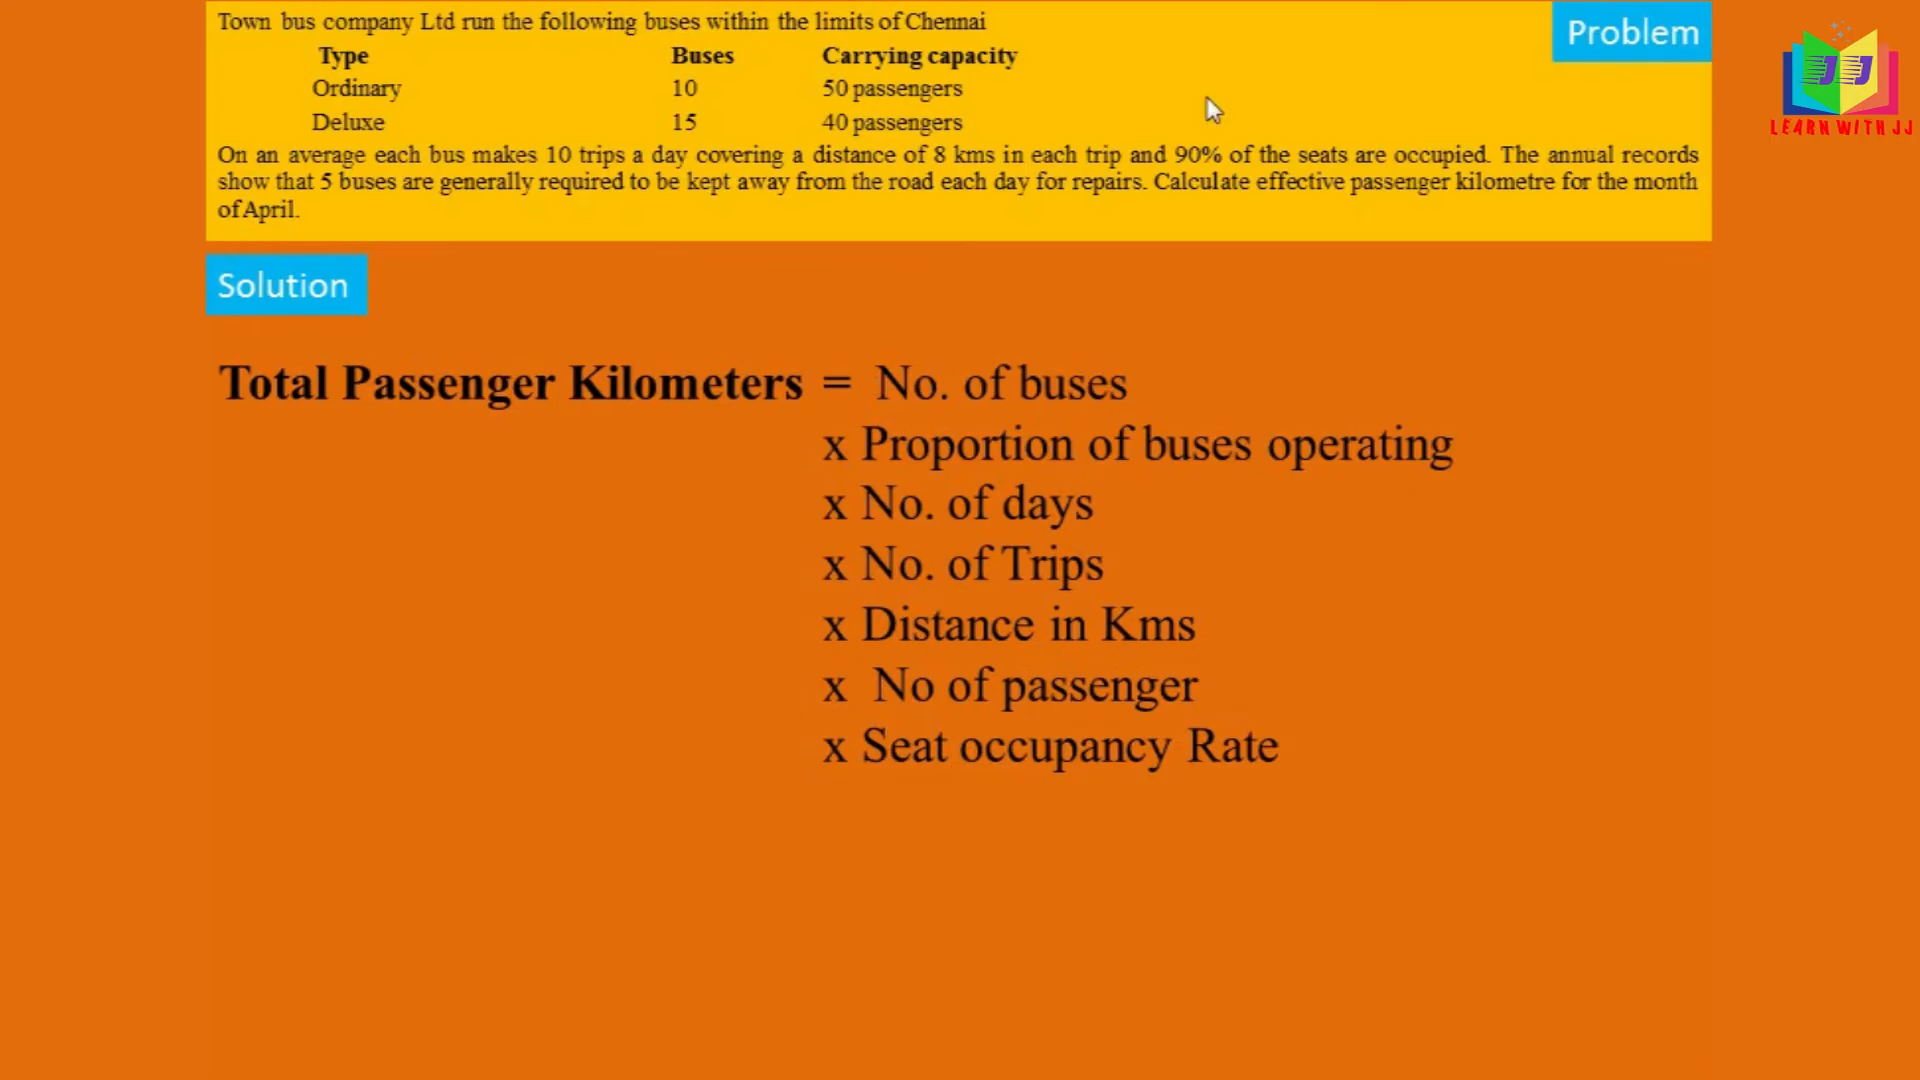 Town bus company Ltd run the following buses within the limits of Chennai
Problem
Type Buses Carrying capacity
Ordinary 10 50 passengers
Deluxe 15 40 passengers
On an average each bus makes 10 trips a day covering a distance of 8 kms in each trip and 90% of the seats are occupied. The annual records
show that 5 buses are generally required to be kept away from the road each day for repairs. Calculate effective passenger kilometre for the month
of April.
JJ
LEARN WITH JJ
Solution
Total Passenger Kilometers = No. of buses
x Proportion of buses operating
x No. of days
x No. of Trips
x Distance in Kms
x No of passenger
x Seat occupancy Rate